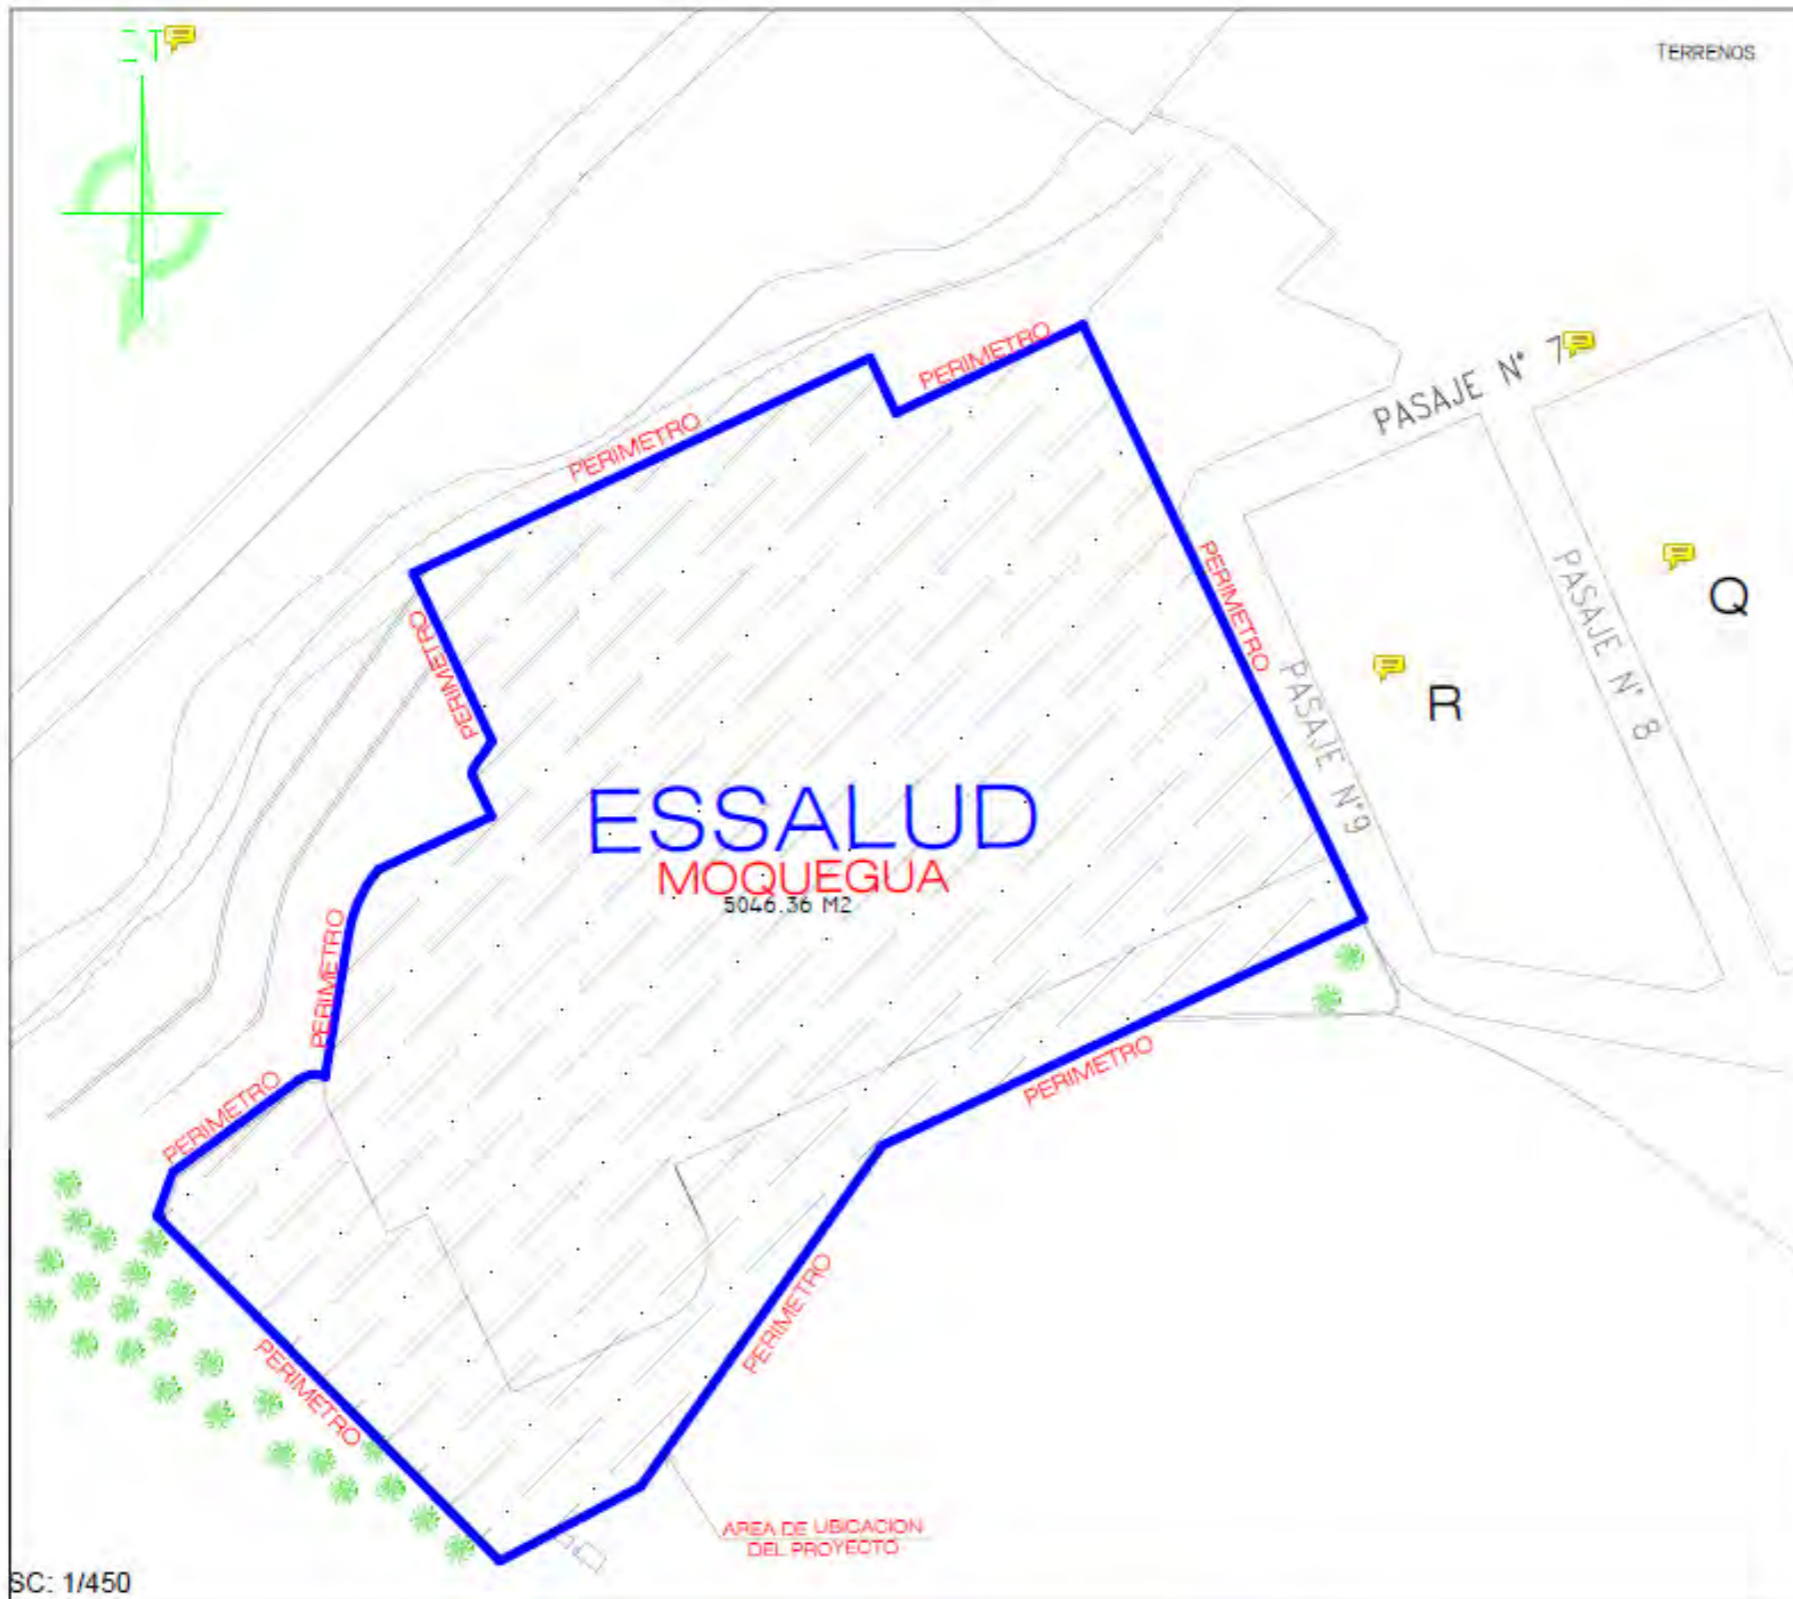 TERRENOS
PERIMETRO
PASAJE N° 7
PERIMETRO
PERIMETRO
PASAJE N° 8
Q
PERIMETRO
PASAJE N°9
R
ESSALUD
MOQUEGUA
5046.36 M2
PERIMETRO
PERIMETRO
PERIMETRO
PERIMETRO
PERIMETRO
AREA DE UBICACION
DEL PROYECTO
SC: 1/450